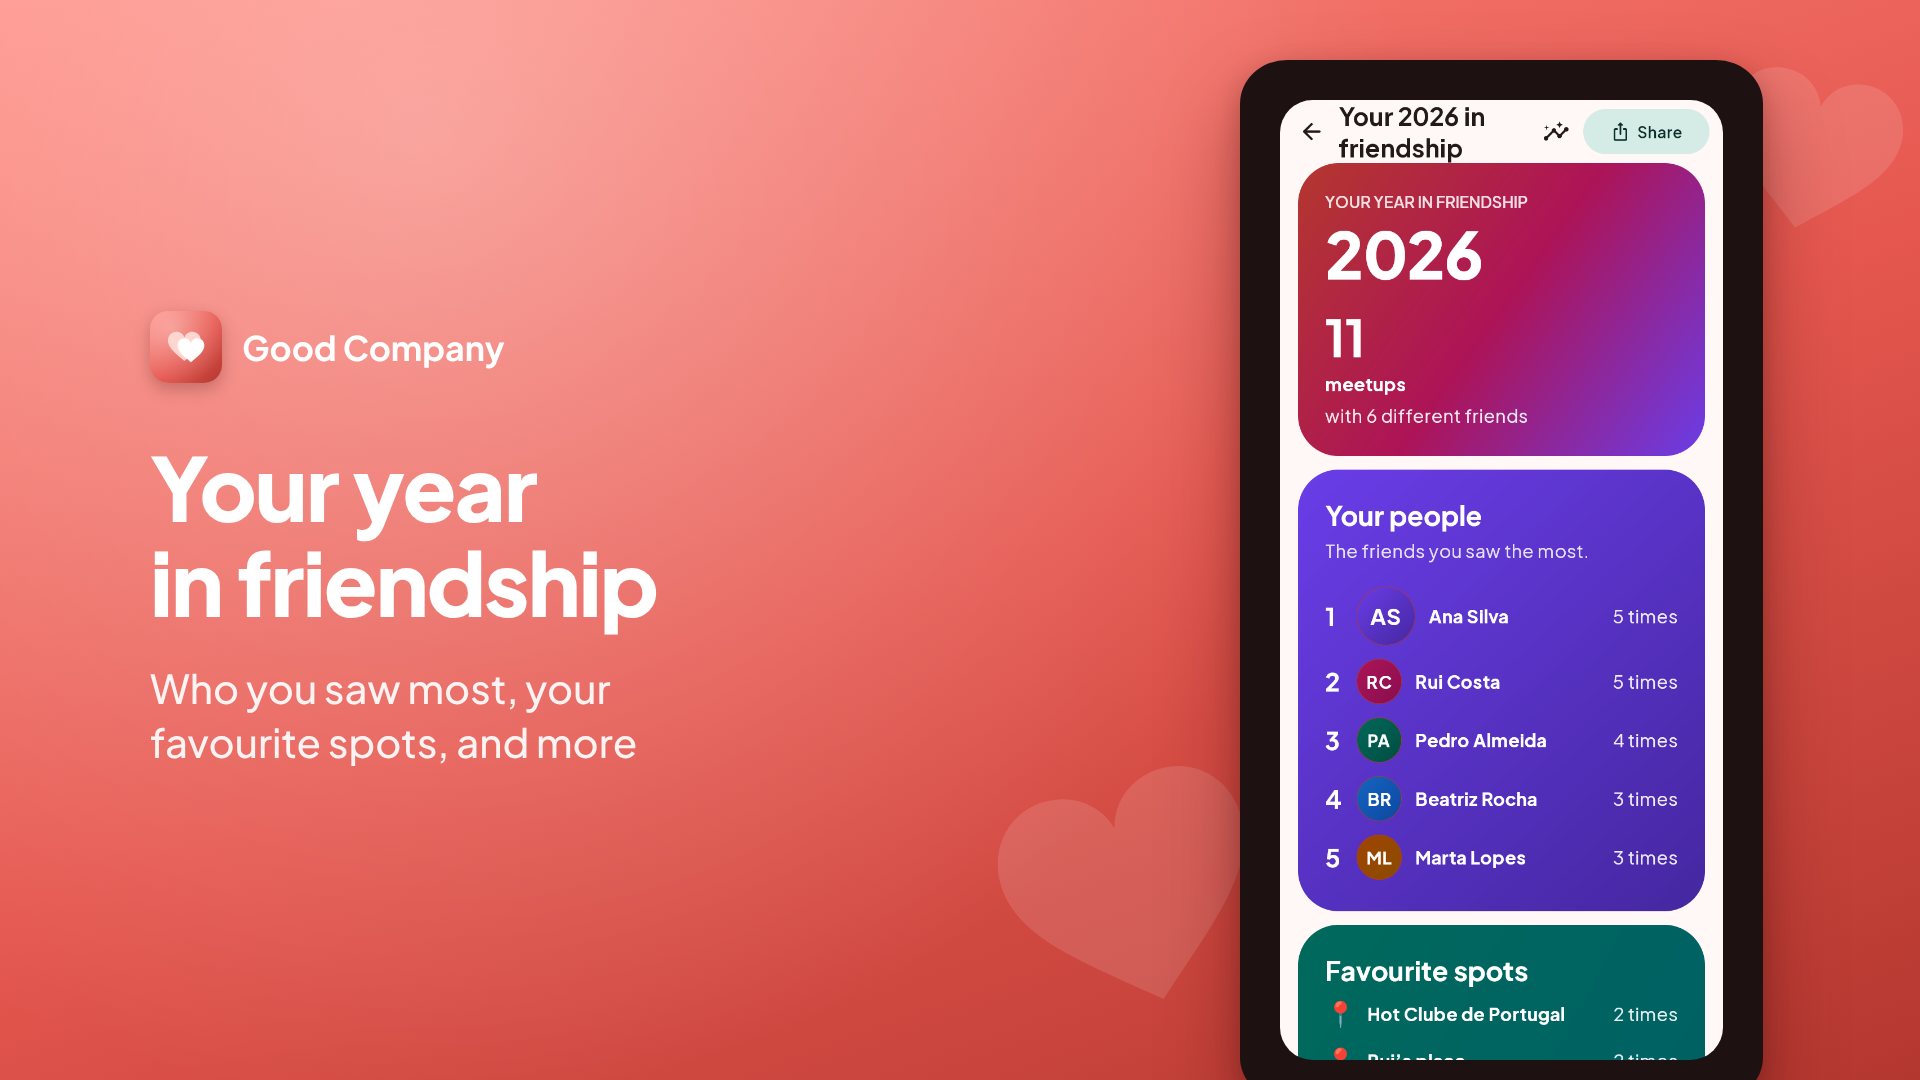 Good Company
Your year
in friendship
Who you saw most, your
favourite spots, and more
Your 2026 in
friendship
Share
YOUR YEAR IN FRIENDSHIP
2026
11
meetups
with 6 different friends
Your people
The friends you saw the most.
1 AS Ana Silva 5 times
2 RC Rui Costa 5 times
3 PA Pedro Almeida 4 times
4 BR Beatriz Rocha 3 times
5 ML Marta Lopes 3 times
Favourite spots
Hot Clube de Portugal 2 times
Rui's place 2 times